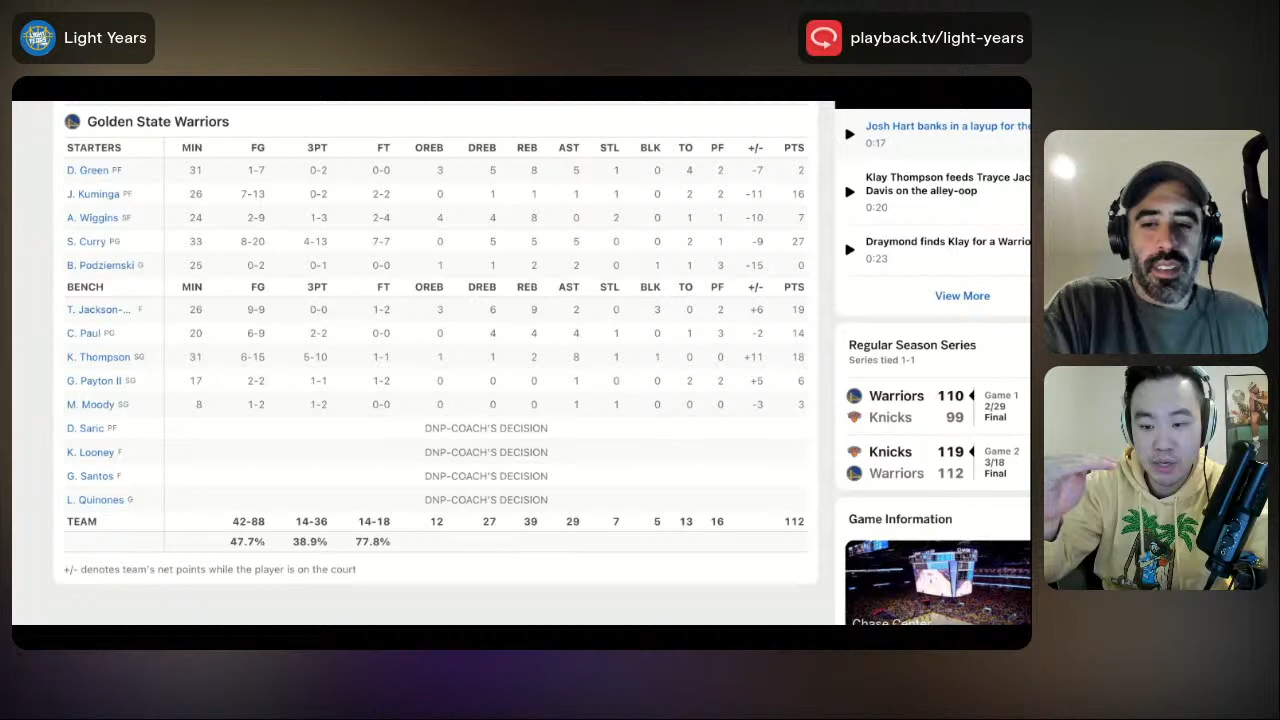 Light Years
playback.tv/light-years
Golden State Warriors
STARTERS MIN FG 3PT FT OREB DREB REB AST STL BLK TO PF +/- PTS
D. Green PF 31 1-7 0-2 0-0 3 5 8 5 1 0 4 2 -7 2
J. Kuminga PF 26 7-13 0-2 2-2 0 1 1 1 1 0 2 2 -11 16
A. Wiggins SF 24 2-9 1-3 2-4 4 4 8 0 2 0 1 1 -10 7
S. Curry PG 33 8-20 4-13 7-7 0 5 5 5 0 0 2 1 -9 27
B. Podziemski G 25 0-2 0-1 0-0 1 1 2 2 0 1 1 3 -15 0
BENCH MIN FG 3PT FT OREB DREB REB AST STL BLK TO PF +/- PTS
T. Jackson-... F 26 9-9 0-0 1-2 3 6 9 2 0 3 0 2 +6 19
C. Paul PG 20 6-9 2-2 0-0 0 4 4 4 1 0 1 3 -2 14
K. Thompson SG 31 6-15 5-10 1-1 1 1 2 8 1 1 0 0 +11 18
G. Payton II SG 17 2-2 1-1 1-2 0 0 0 1 0 0 2 2 +5 6
M. Moody SG 8 1-2 1-2 0-0 0 0 0 1 1 0 0 0 -3 3
D. Saric PF DNP-COACH'S DECISION
K. Looney F DNP-COACH'S DECISION
G. Santos F DNP-COACH'S DECISION
L. Quinones G DNP-COACH'S DECISION
TEAM 42-88 14-36 14-18 12 27 39 29 7 5 13 16 112
47.7% 38.9% 77.8%
+/- denotes team's net points while the player is on the court
Josh Hart banks in a layup for the
0:17
Klay Thompson feeds Trayce Jac
Davis on the alley-oop
0:20
Draymond finds Klay for a Warrio
0:23
View More
Regular Season Series
Series tied 1-1
Warriors 110 Game 1
2/29
Knicks 99 Final
Knicks 119 Game 2
3/18
Warriors 112 Final
Game Information
Chase Center